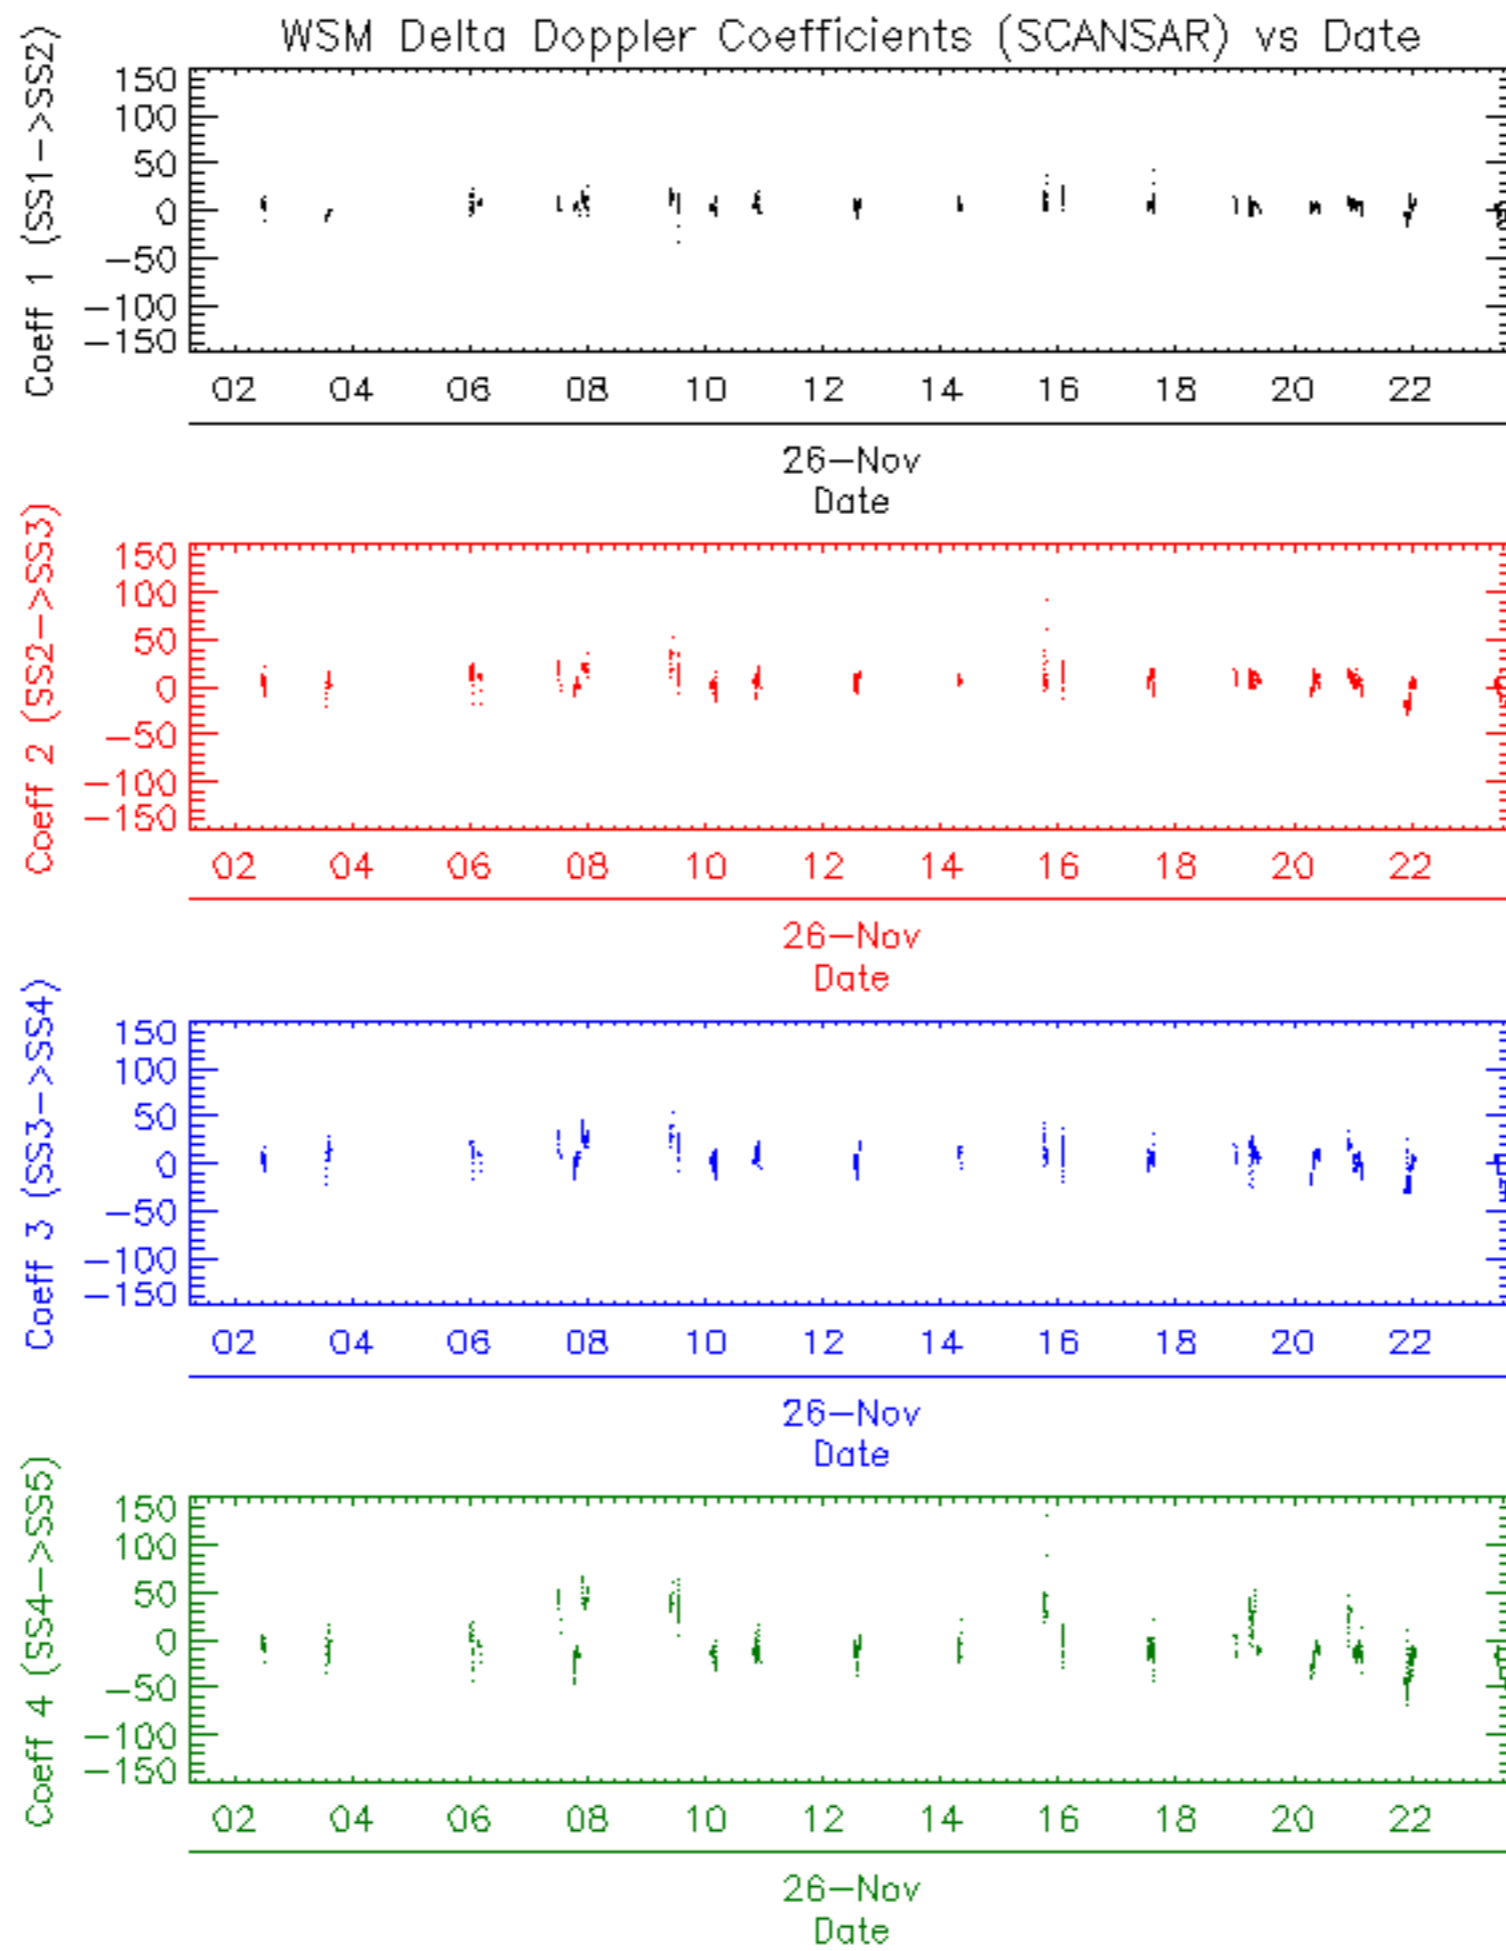 WSM Delta Doppler Coefficients (SCANSAR) vs Date
Coeff 1 (SS1->SS2)
150
100
50
0
-50
-100
-150
02 04 06 08 10 12 14 16 18 20 22
26-Nov
Date
Coeff 2 (SS2->SS3)
150
100
50
0
-50
-100
-150
02 04 06 08 10 12 14 16 18 20 22
26-Nov
Date
Coeff 3 (SS3->SS4)
150
100
50
0
-50
-100
-150
02 04 06 08 10 12 14 16 18 20 22
26-Nov
Date
Coeff 4 (SS4->SS5)
150
100
50
0
-50
-100
-150
02 04 06 08 10 12 14 16 18 20 22
26-Nov
Date